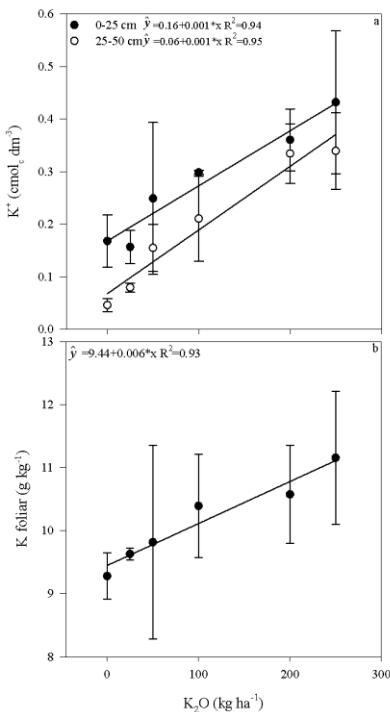 a
0-25 cm ŷ =0.16+0.001*x R²=0.94
25-50 cm ŷ =0.06+0.001*x R²=0.95
0.6
0.5
0.4
0.3
0.2
0.1
0.0
K⁺ (cmol꜀ dm⁻³)
b
ŷ =9.44+0.006*x R²=0.93
13
12
11
10
9
8
K foliar (g kg⁻¹)
0 100 200 300
K₂O (kg ha⁻¹)